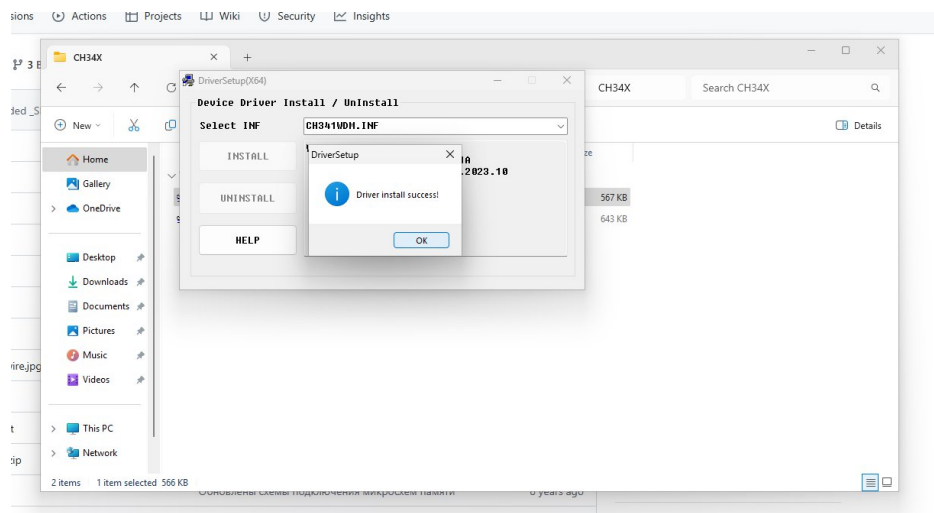 Actions Projects Wiki Security Insights
3
CH34X
DriverSetup(X64)
CH34X Search CH34X
Device Driver Install / UnInstall
New
Select INF CH341WDM.INF
Details
INSTALL
DriverSetup
Home
.2023.10
Gallery
UNINSTALL
Driver install success!
567 KB
OneDrive
643 KB
HELP
OK
Desktop
Downloads
Documents
Pictures
Music
Videos
This PC
Network
2 items 1 item selected 566 KB
Обновлены схемы подключения микросхем памяти 6 years ago